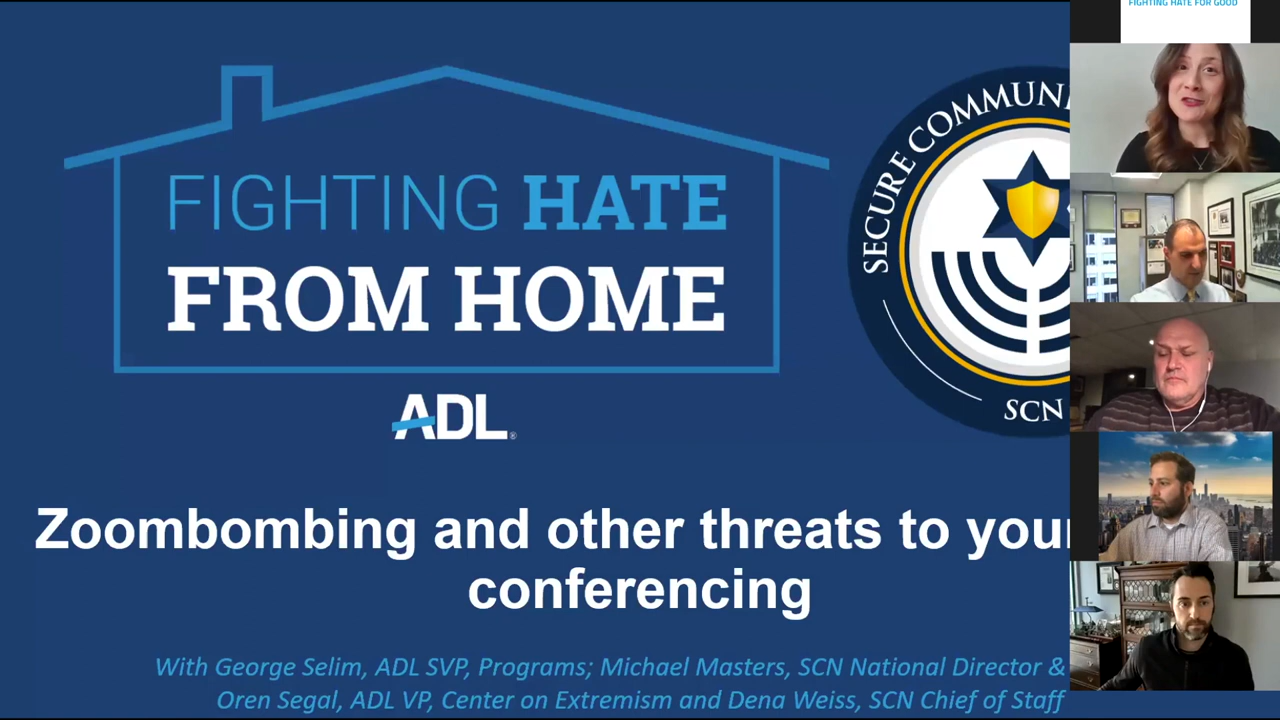 FIGHTING HATE FOR GOOD
FIGHTING HATE
FROM HOME
ADL
SECURE COMMUN
SCN
Zoombombing and other threats to your
conferencing
With George Selim, ADL SVP, Programs; Michael Masters, SCN National Director &
Oren Segal, ADL VP, Center on Extremism and Dena Weiss, SCN Chief of Staff